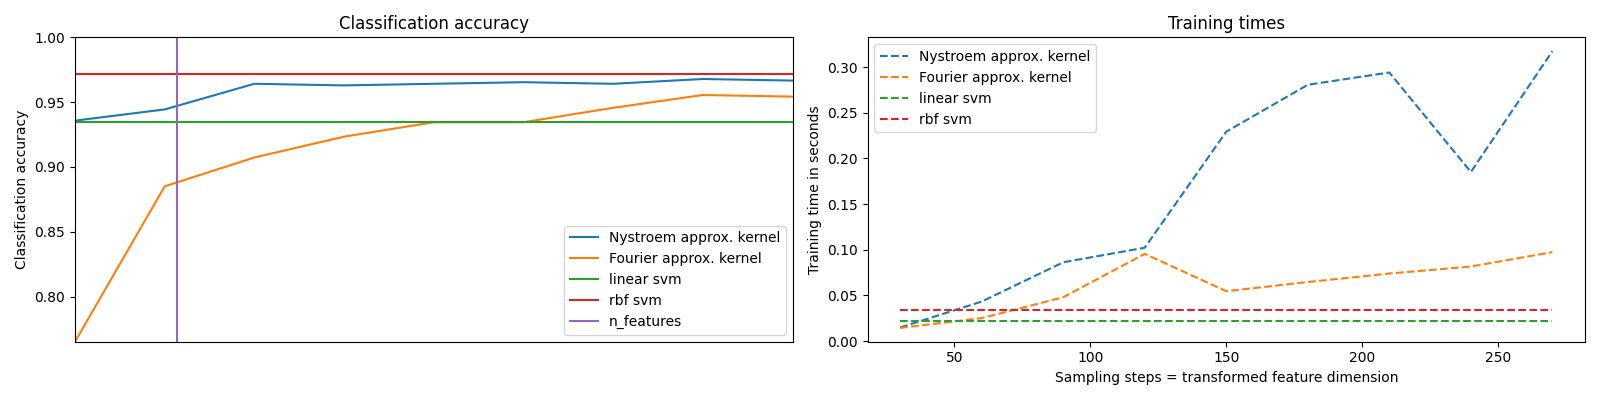 Classification accuracy
Classification accuracy
1.00
0.95
0.90
0.85
0.80
Nystroem approx. kernel
Fourier approx. kernel
linear svm
rbf svm
n_features
Training times
Training time in seconds
0.30
0.25
0.20
0.15
0.10
0.05
0.00
Nystroem approx. kernel
Fourier approx. kernel
linear svm
rbf svm
50
100
150
200
250
Sampling steps = transformed feature dimension